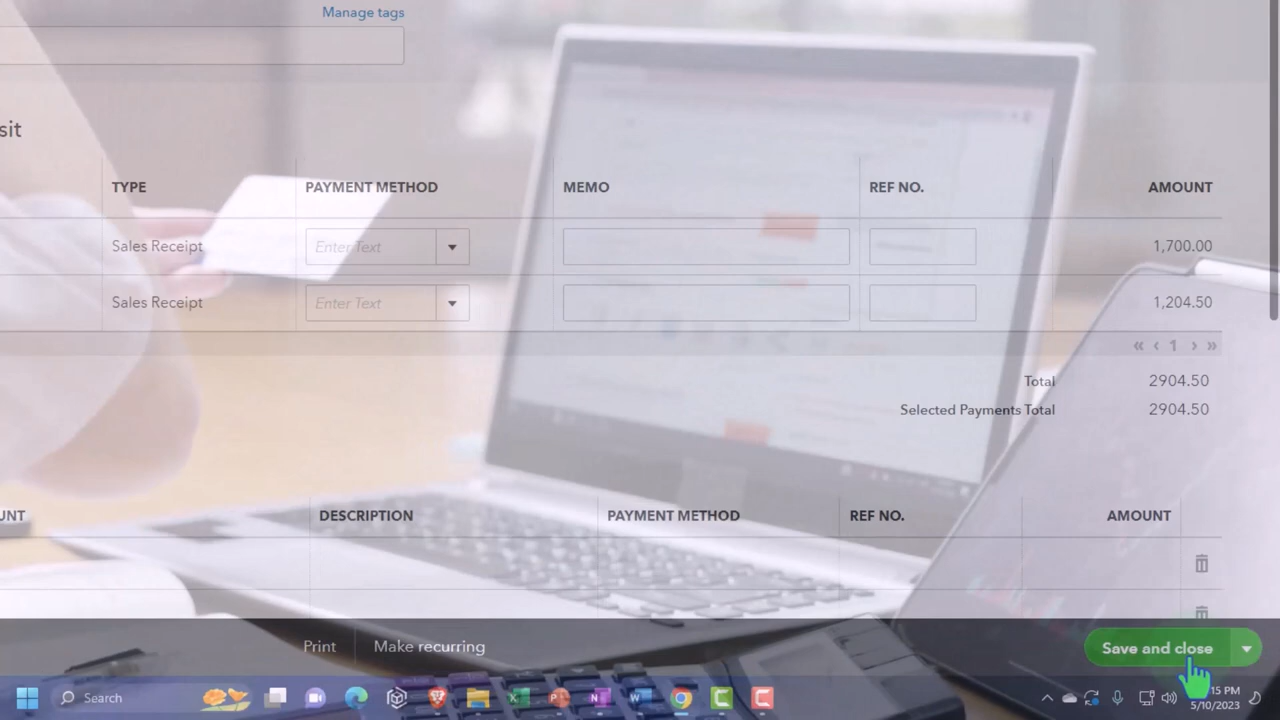 Manage tags
sit
TYPE PAYMENT METHOD MEMO REF NO. AMOUNT
Sales Receipt Enter Text 1,700.00
Sales Receipt Enter Text 1,204.50
« ‹ 1 › »
Total 2904.50
Selected Payments Total 2904.50
UNT DESCRIPTION PAYMENT METHOD REF NO. AMOUNT
Print Make recurring Save and close
Search
15 PM
5/10/2023